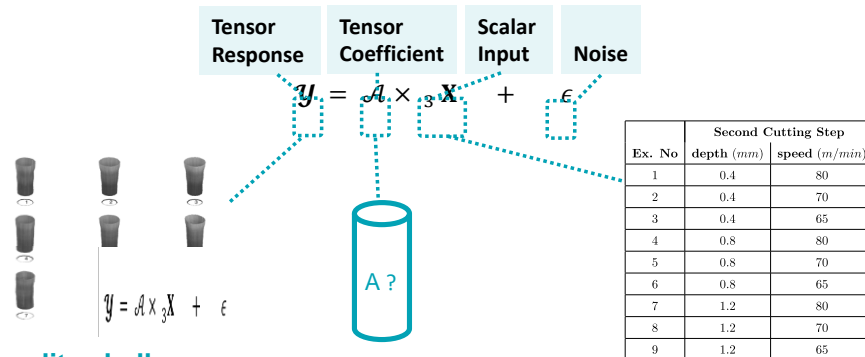 Tensor Response
Tensor Coefficient
Scalar Input
Noise
𝒴 = 𝒜 × ₃ X + ϵ
Second Cutting Step
Ex. No depth (mm) speed (m/min)
1 0.4 80
2 0.4 70
3 0.4 65
4 0.8 80
5 0.8 70
6 0.8 65
7 1.2 80
8 1.2 70
9 1.2 65
A ?
𝒴 = 𝒜 × ₃X + ϵ